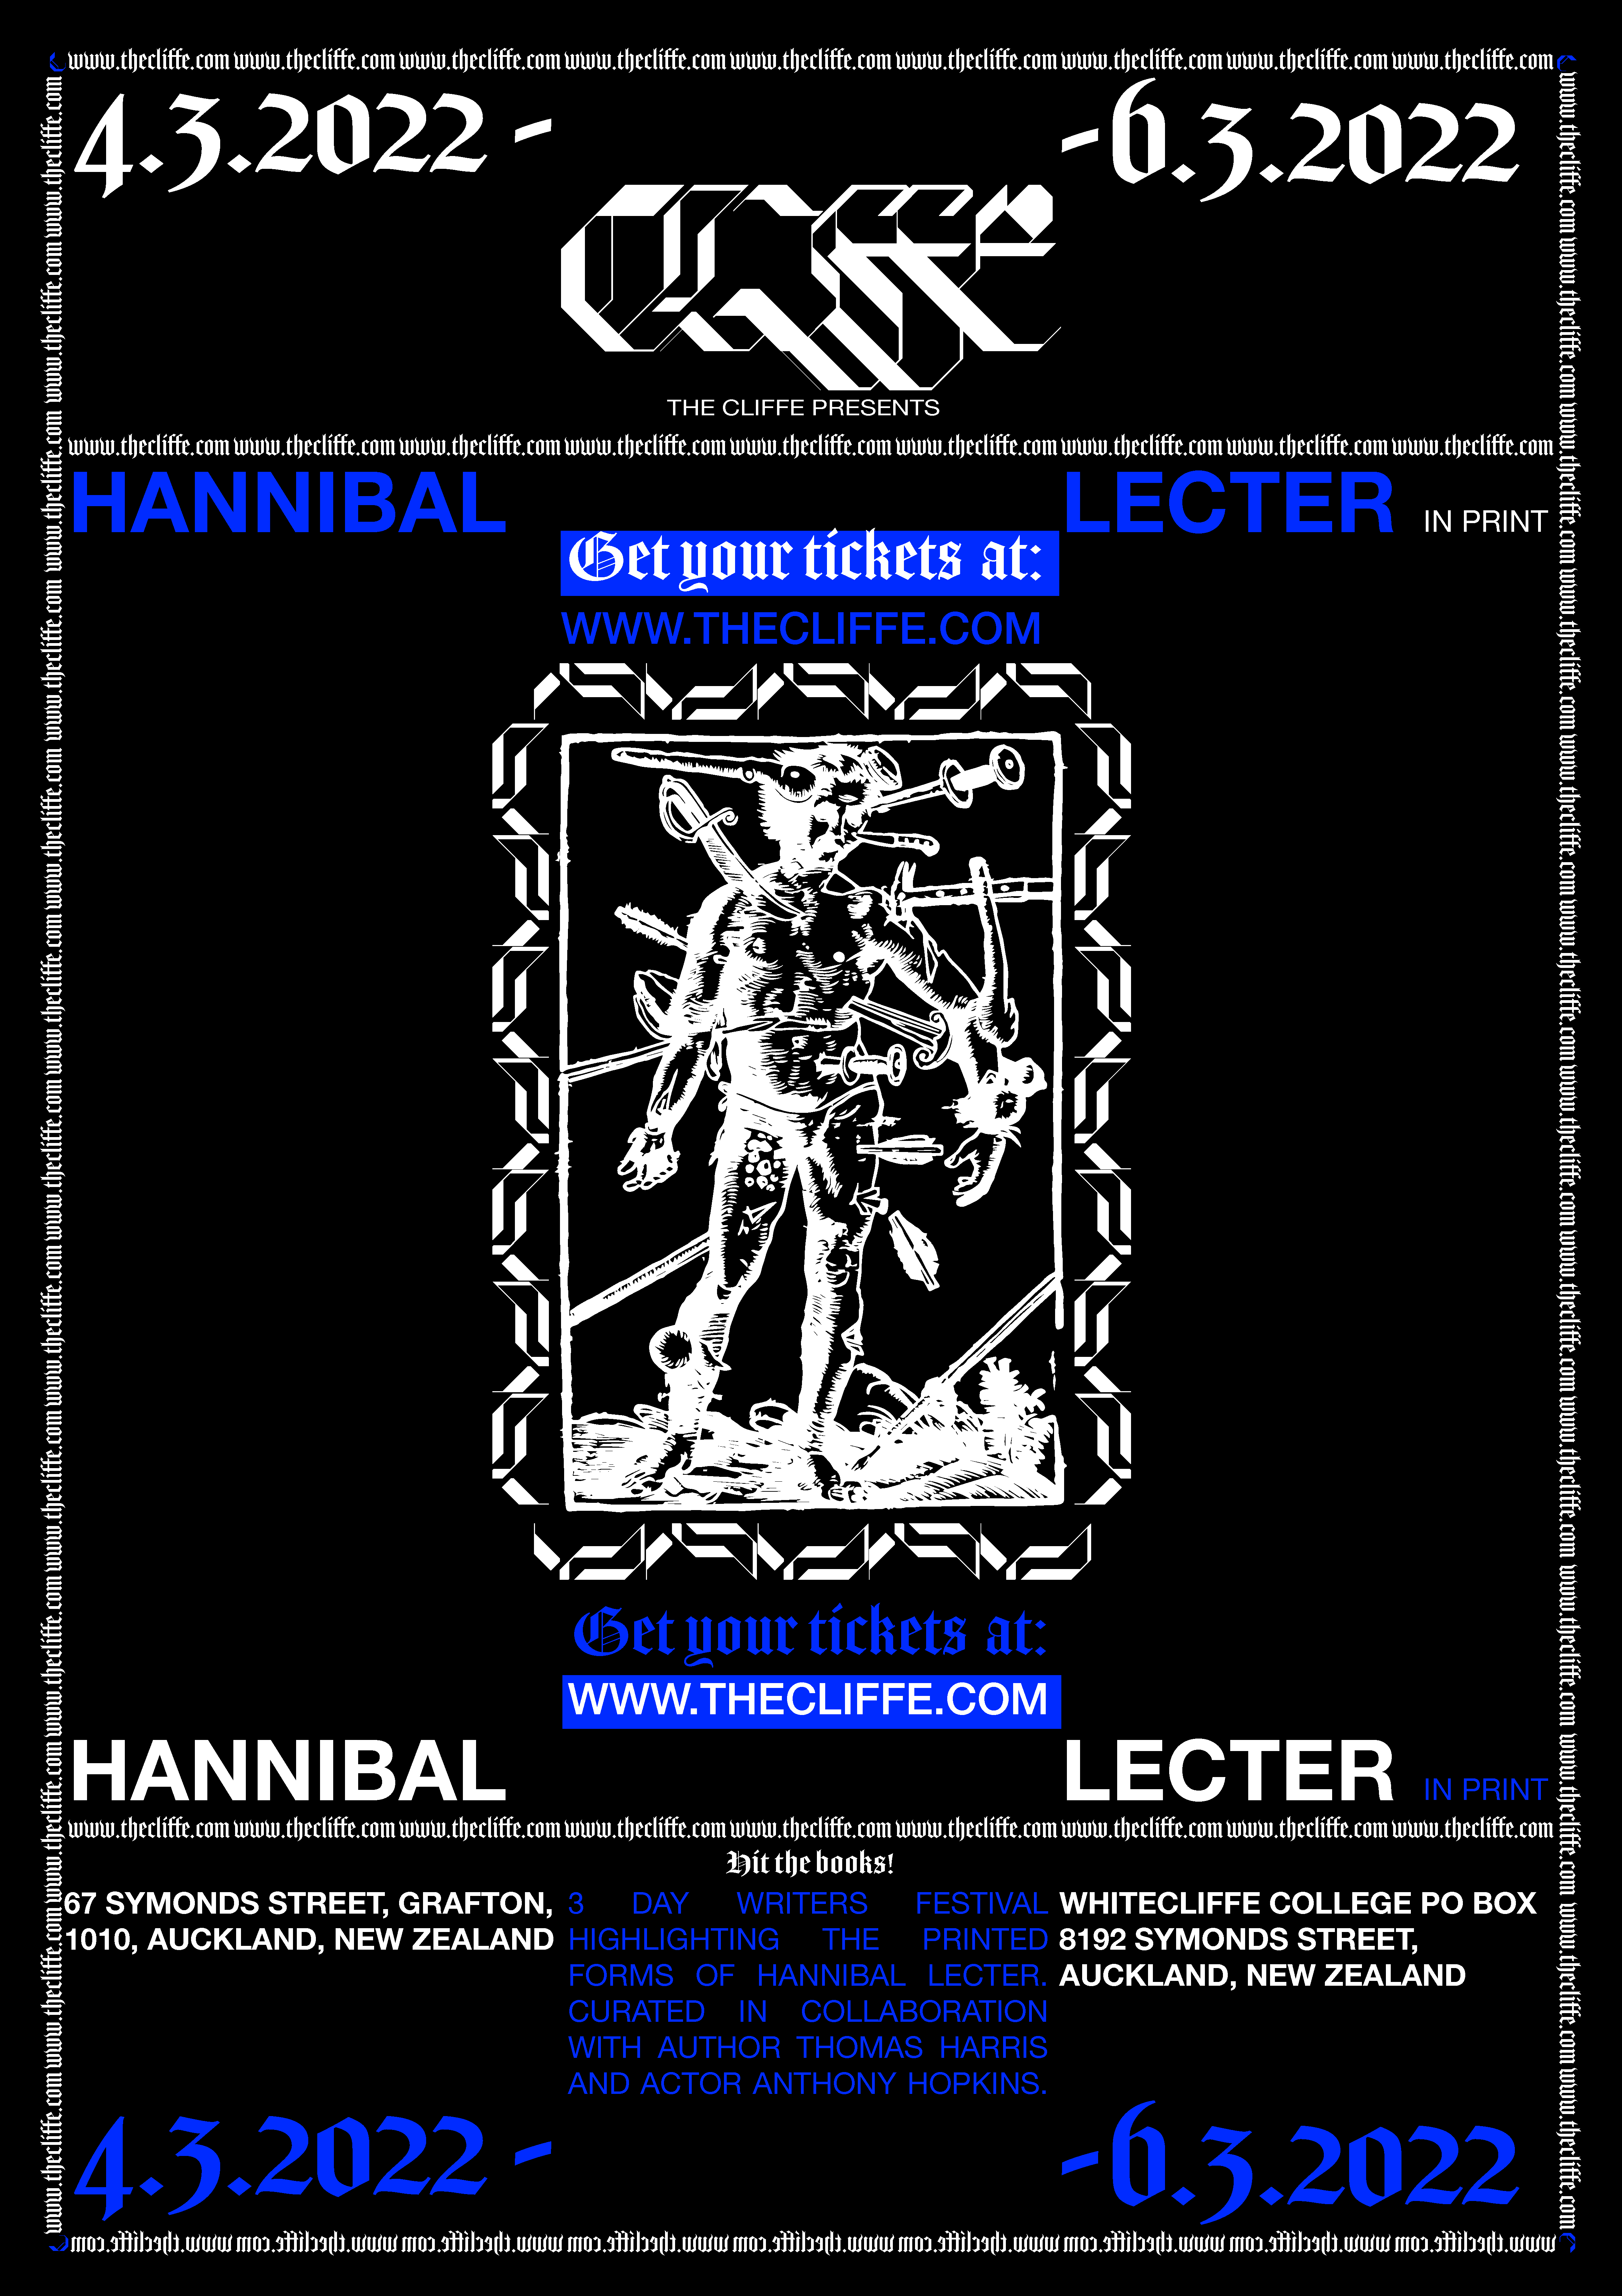 www.thecliffe.com www.thecliffe.com www.thecliffe.com www.thecliffe.com www.thecliffe.com www.thecliffe.com www.thecliffe.com www.thecliffe.com www.thecliffe.com
4.3.2022 -
-6.3.2022
Cliffe
THE CLIFFE PRESENTS
www.thecliffe.com www.thecliffe.com www.thecliffe.com www.thecliffe.com www.thecliffe.com www.thecliffe.com www.thecliffe.com www.thecliffe.com www.thecliffe.com
HANNIBAL
LECTER IN PRINT
Get your tickets at:
WWW.THECLIFFE.COM
www.thecliffe.com www.thecliffe.com www.thecliffe.com www.thecliffe.com www.thecliffe.com www.thecliffe.com www.thecliffe.com www.thecliffe.com www.thecliffe.com www.thecliffe.com www.thecliffe.com www.thecliffe.com www.thecliffe.com
www.thecliffe.com www.thecliffe.com www.thecliffe.com www.thecliffe.com www.thecliffe.com www.thecliffe.com www.thecliffe.com www.thecliffe.com www.thecliffe.com www.thecliffe.com www.thecliffe.com www.thecliffe.com www.thecliffe.com
Get your tickets at:
WWW.THECLIFFE.COM
HANNIBAL
LECTER IN PRINT
www.thecliffe.com www.thecliffe.com www.thecliffe.com www.thecliffe.com www.thecliffe.com www.thecliffe.com www.thecliffe.com www.thecliffe.com www.thecliffe.com
Hit the books!
67 SYMONDS STREET, GRAFTON,
1010, AUCKLAND, NEW ZEALAND
3 DAY WRITERS FESTIVAL
HIGHLIGHTING THE PRINTED
FORMS OF HANNIBAL LECTER.
CURATED IN COLLABORATION
WITH AUTHOR THOMAS HARRIS
AND ACTOR ANTHONY HOPKINS.
WHITECLIFFE COLLEGE PO BOX
8192 SYMONDS STREET,
AUCKLAND, NEW ZEALAND
4.3.2022 -
-6.3.2022
www.thecliffe.com www.thecliffe.com www.thecliffe.com www.thecliffe.com www.thecliffe.com www.thecliffe.com www.thecliffe.com www.thecliffe.com www.thecliffe.com